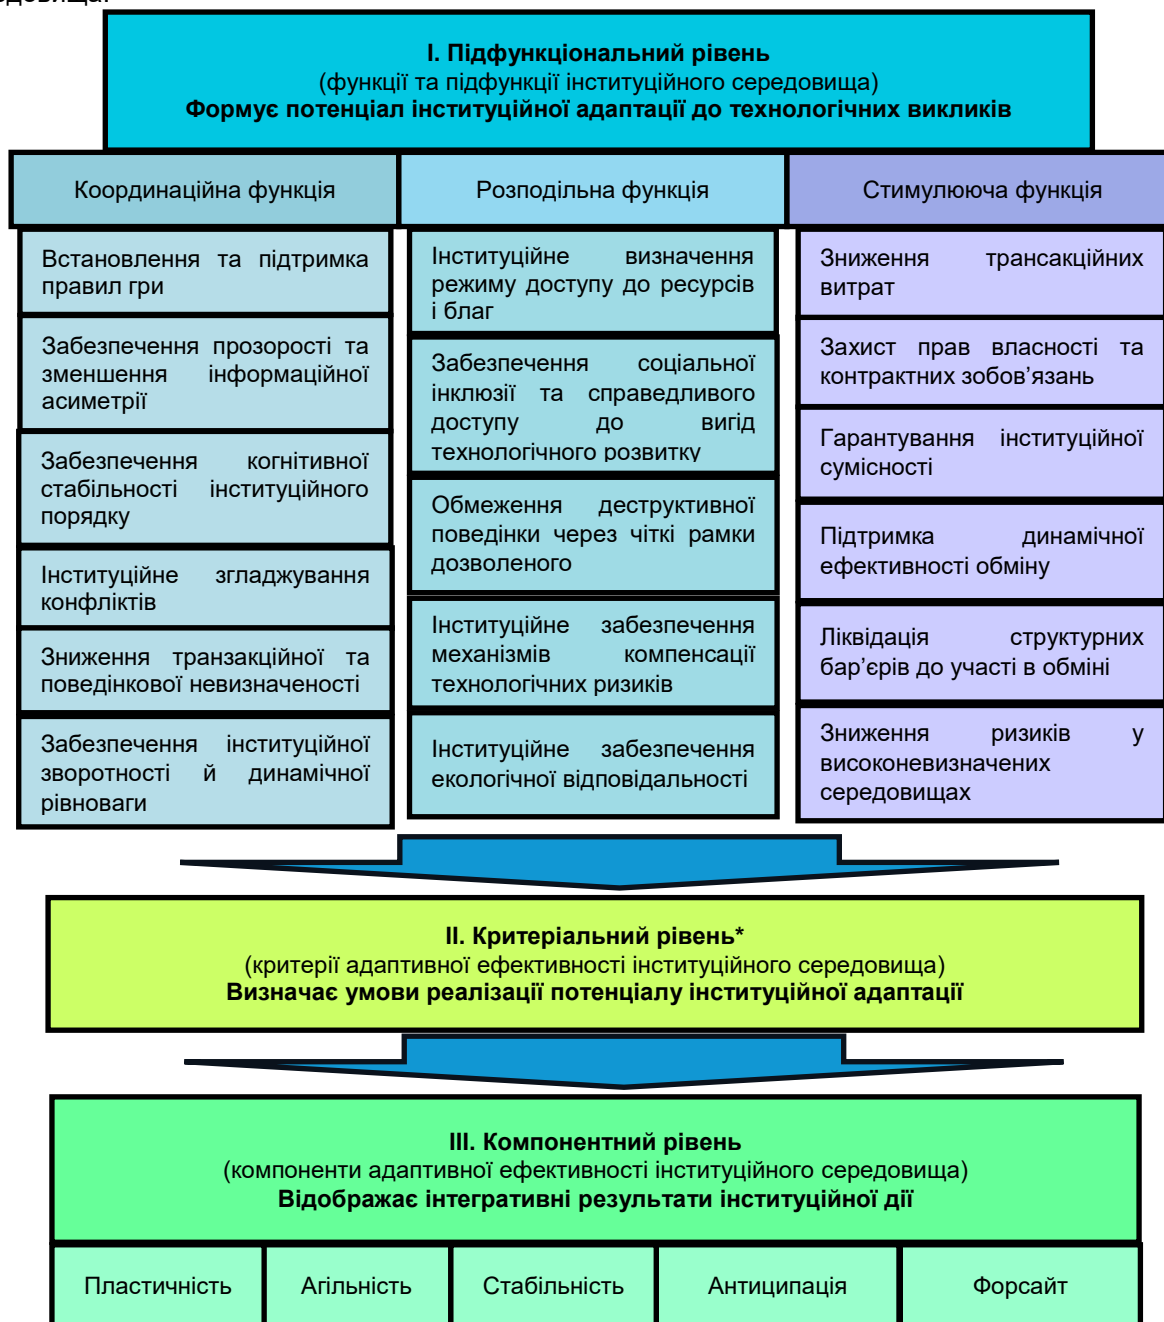 І. Підфункціональний рівень
(функції та підфункції інституційного середовища)
Формує потенціал інституційної адаптації до технологічних викликів
Координаційна функція
Розподільна функція
Стимулююча функція
Встановлення та підтримка
правил гри
Забезпечення прозорості та
зменшення інформаційної
асиметрії
Забезпечення когнітивної
стабільності інституційного
порядку
Інституційне згладжування
конфліктів
Зниження транзакційної та
поведінкової невизначеності
Забезпечення інституційної
зворотності й динамічної
рівноваги
Інституційне визначення
режиму доступу до ресурсів
і благ
Забезпечення соціальної
інклюзії та справедливого
доступу до вигід
технологічного розвитку
Обмеження деструктивної
поведінки через чіткі рамки
дозволеного
Інституційне забезпечення
механізмів компенсації
технологічних ризиків
Інституційне забезпечення
екологічної відповідальності
Зниження трансакційних
витрат
Захист прав власності та
контрактних зобов’язань
Гарантування інституційної
сумісності
Підтримка динамічної
ефективності обміну
Ліквідація структурних
бар’єрів до участі в обміні
Зниження ризиків у
високоневизначених
середовищах
ІІ. Критеріальний рівень*
(критерії адаптивної ефективності інституційного середовища)
Визначає умови реалізації потенціалу інституційної адаптації
ІІІ. Компонентний рівень
(компоненти адаптивної ефективності інституційного середовища)
Відображає інтегративні результати інституційної дії
Пластичність
Агільність
Стабільність
Антиципація
Форсайт